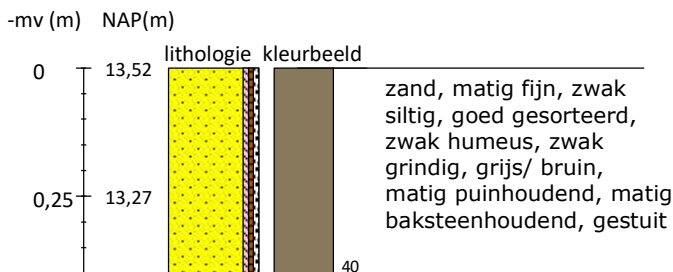 -mv (m) NAP(m)
lithologie kleurbeeld
0 13,52
zand, matig fijn, zwak
siltig, goed gesorteerd,
zwak humeus, zwak
grindig, grijs/ bruin,
matig puinhoudend, matig
baksteenhoudend, gestuit
0,25 13,27
40